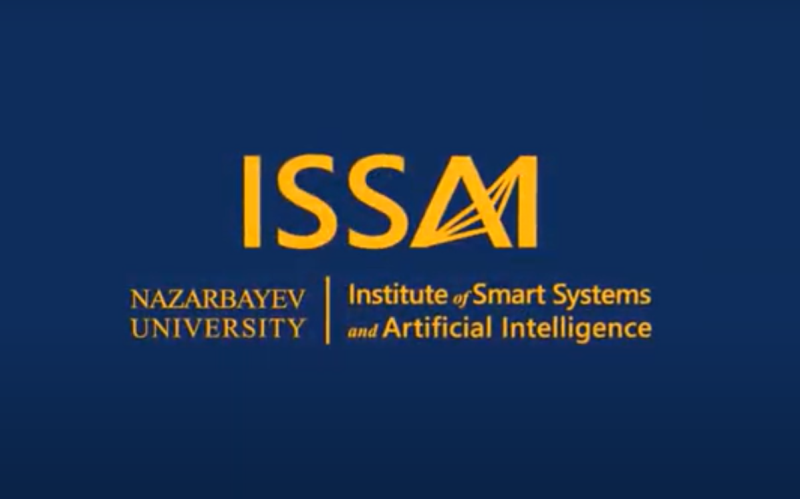 ISSAI
NAZARBAYEV
UNIVERSITY
Institute of Smart Systems
and Artificial Intelligence